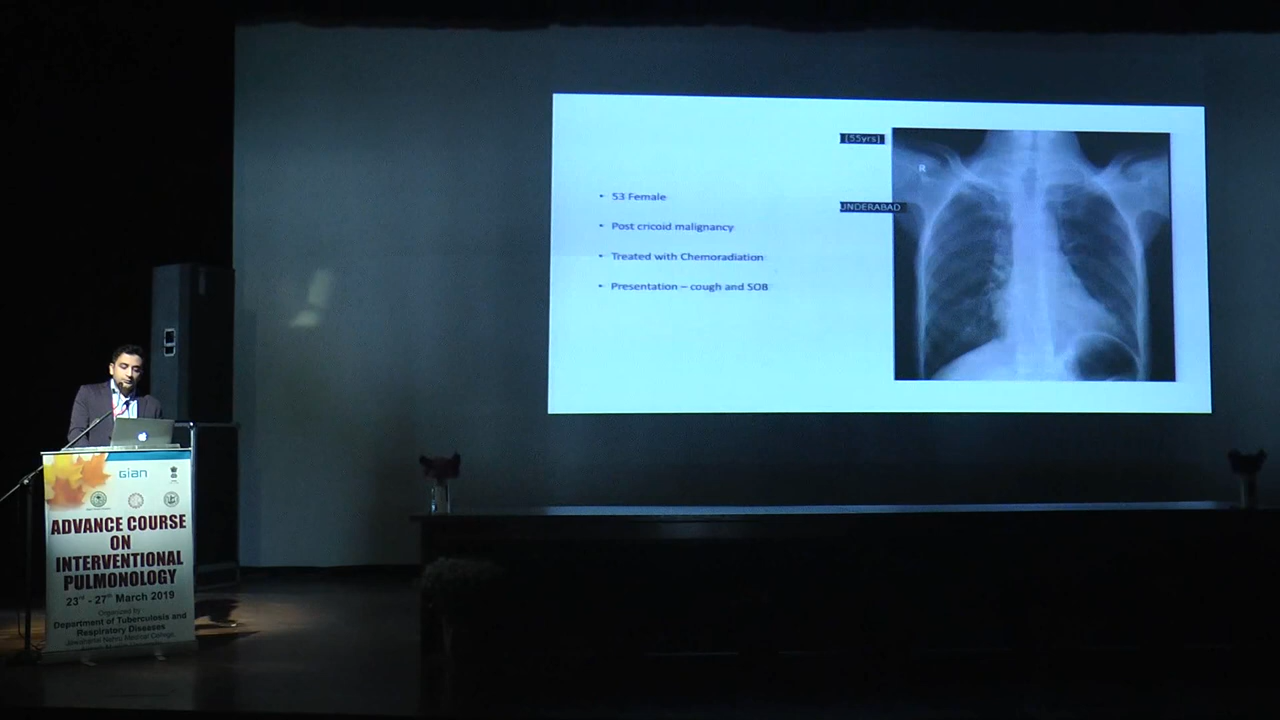 • 53 Female
• Post cricoid malignancy
• Treated with Chemoradiation
• Presentation – cough and SOB
[55yrs]
UNDERABAD
R
GIAN
ADVANCE COURSE
ON
INTERVENTIONAL
PULMONOLOGY
23rd - 27th March 2019
Organized by
Department of Tuberculosis and
Respiratory Diseases
Jawaharlal Nehru Medical College,